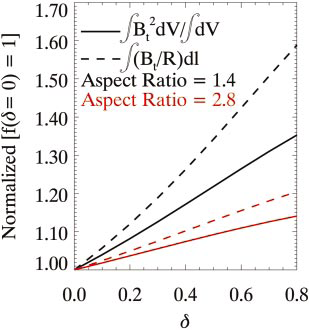 1.70
1.60
1.50
1.40
1.30
1.20
1.10
1.00
Normalized [f(δ= 0) = 1]
∫Bₜ²dV/∫dV
∫(Bₜ/R)dl
Aspect Ratio = 1.4
Aspect Ratio = 2.8
0.0 0.2 0.4 0.6 0.8
δ